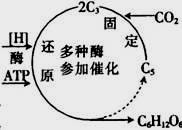 2C₃
固定
CO₂
[H]
酶
ATP
还原
多种酶
参加催化
C₅
C₆H₁₂O₆